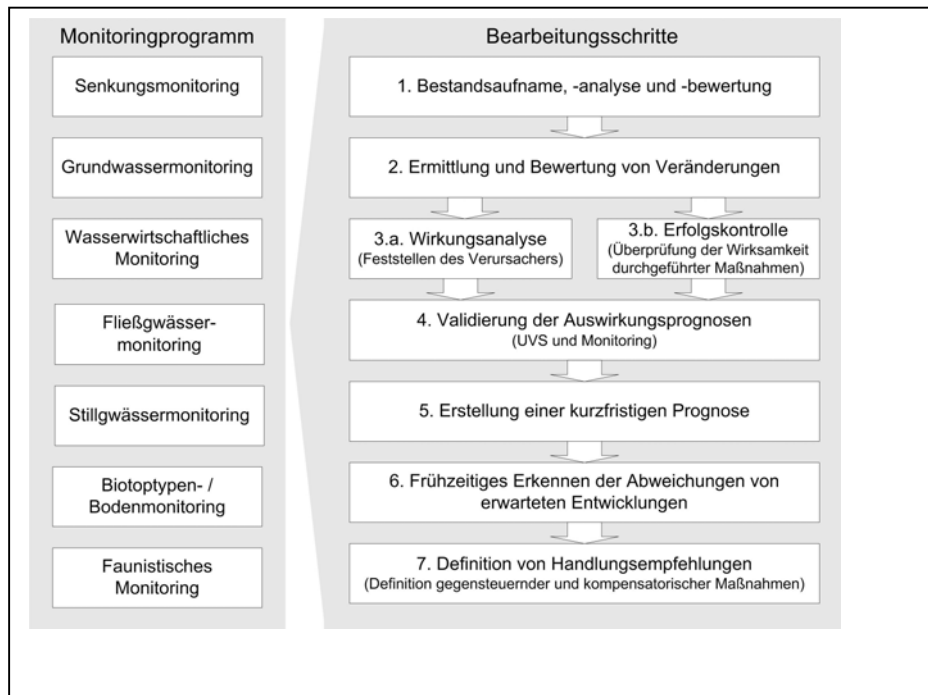 Monitoringprogramm
Senkungsmonitoring
Grundwassermonitoring
Wasserwirtschaftliches
Monitoring
Fließgwässer-
monitoring
Stillgwässermonitoring
Biotoptypen- /
Bodenmonitoring
Faunistisches
Monitoring
Bearbeitungsschritte
1. Bestandsaufname, -analyse und -bewertung
2. Ermittlung und Bewertung von Veränderungen
3.a. Wirkungsanalyse
(Feststellen des Verursachers)
3.b. Erfolgskontrolle
(Überprüfung der Wirksamkeit
durchgeführter Maßnahmen)
4. Validierung der Auswirkungsprognosen
(UVS und Monitoring)
5. Erstellung einer kurzfristigen Prognose
6. Frühzeitiges Erkennen der Abweichungen von
erwarteten Entwicklungen
7. Definition von Handlungsempfehlungen
(Definition gegensteuernder und kompensatorischer Maßnahmen)